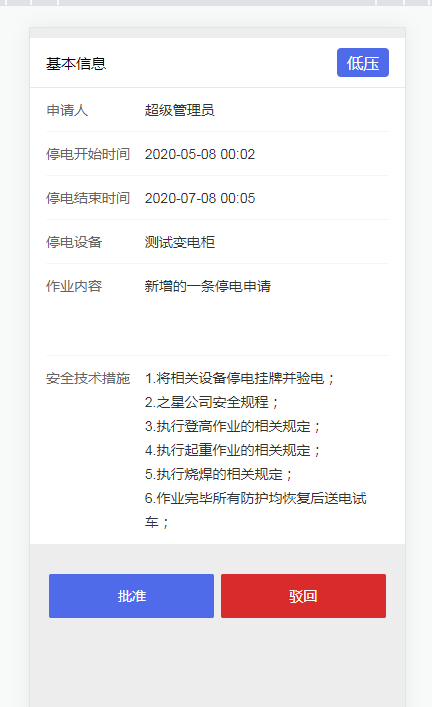 基本信息 低压
申请人 超级管理员
停电开始时间 2020-05-08 00:02
停电结束时间 2020-07-08 00:05
停电设备 测试变电柜
作业内容 新增的一条停电申请
安全技术措施 1.将相关设备停电挂牌并验电；
2.之星公司安全规程；
3.执行登高作业的相关规定；
4.执行起重作业的相关规定；
5.执行烧焊的相关规定；
6.作业完毕所有防护均恢复后送电试
车；
批准 驳回